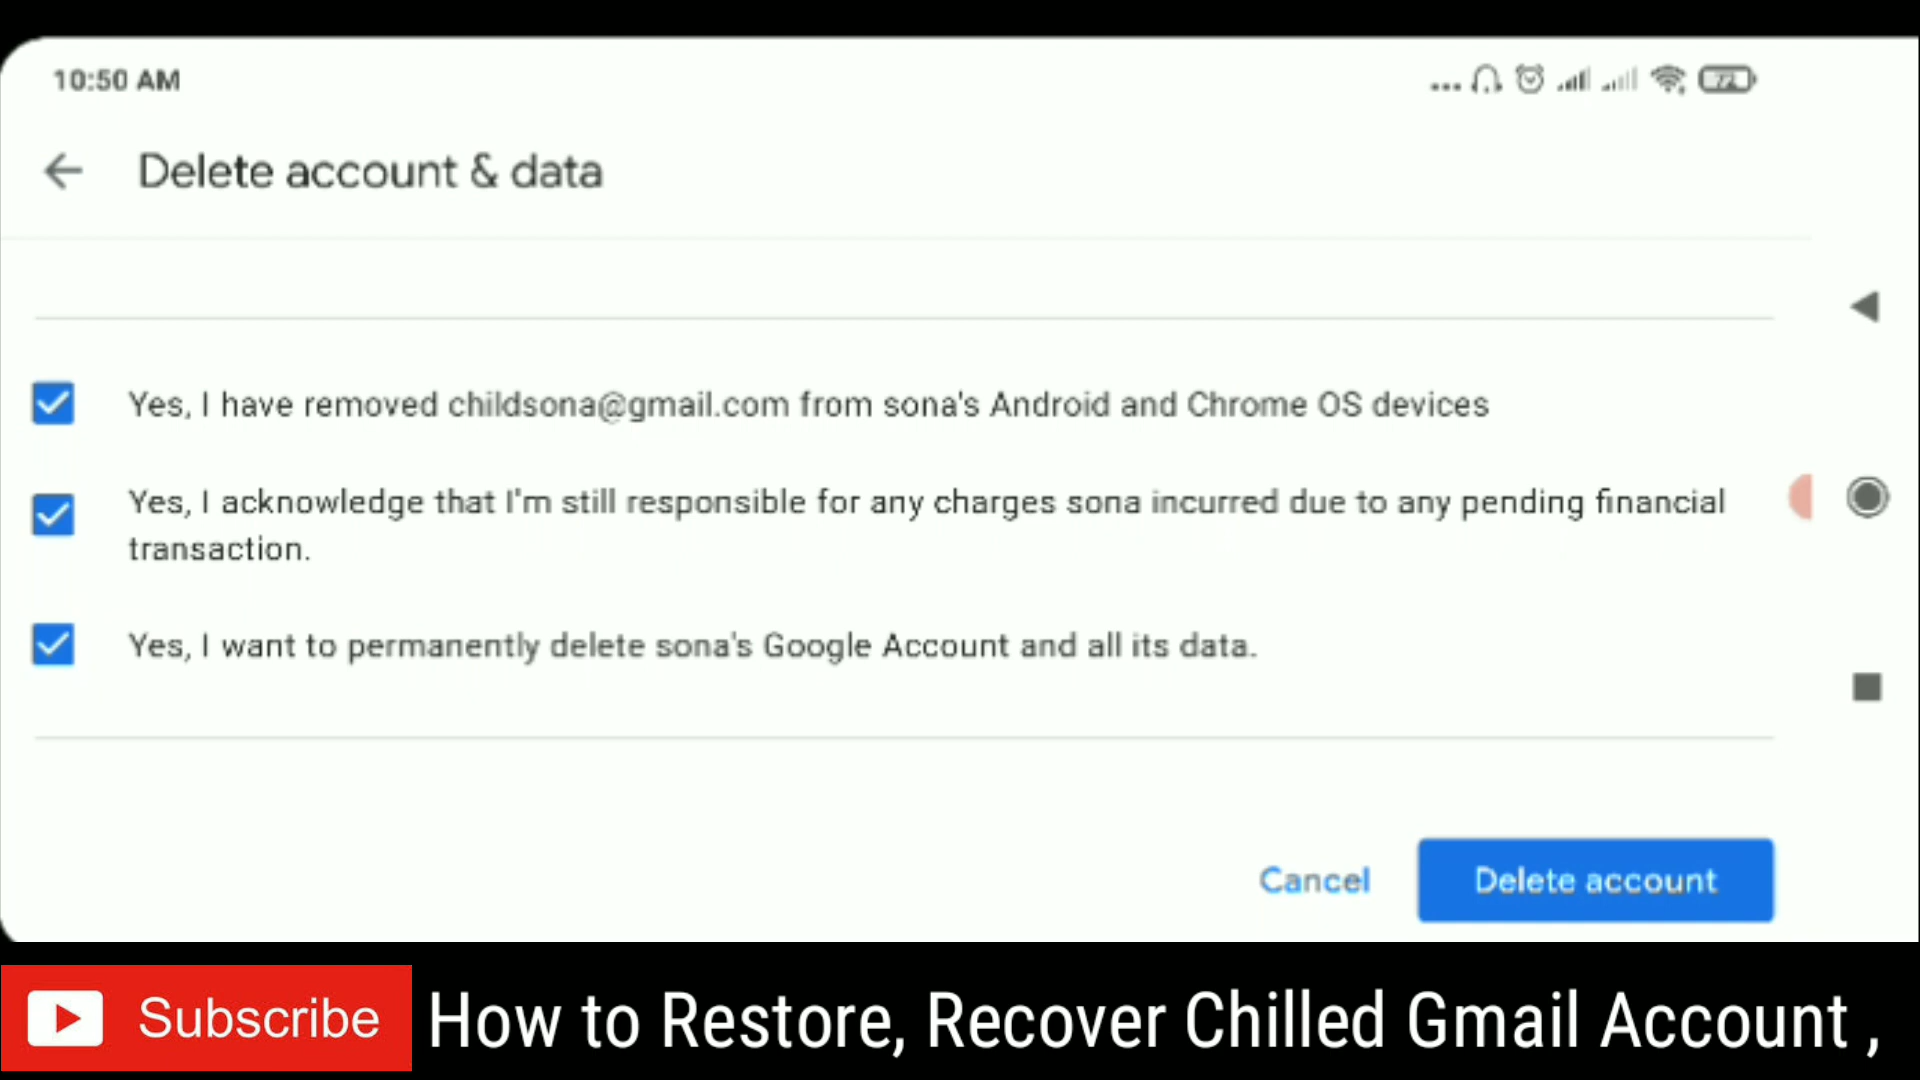 10:50 AM
72
Delete account & data
Yes, I have removed childsona@gmail.com from sona's Android and Chrome OS devices
Yes, I acknowledge that I'm still responsible for any charges sona incurred due to any pending financial
transaction.
Yes, I want to permanently delete sona's Google Account and all its data.
Cancel
Delete account
Subscribe
How to Restore, Recover Chilled Gmail Account ,